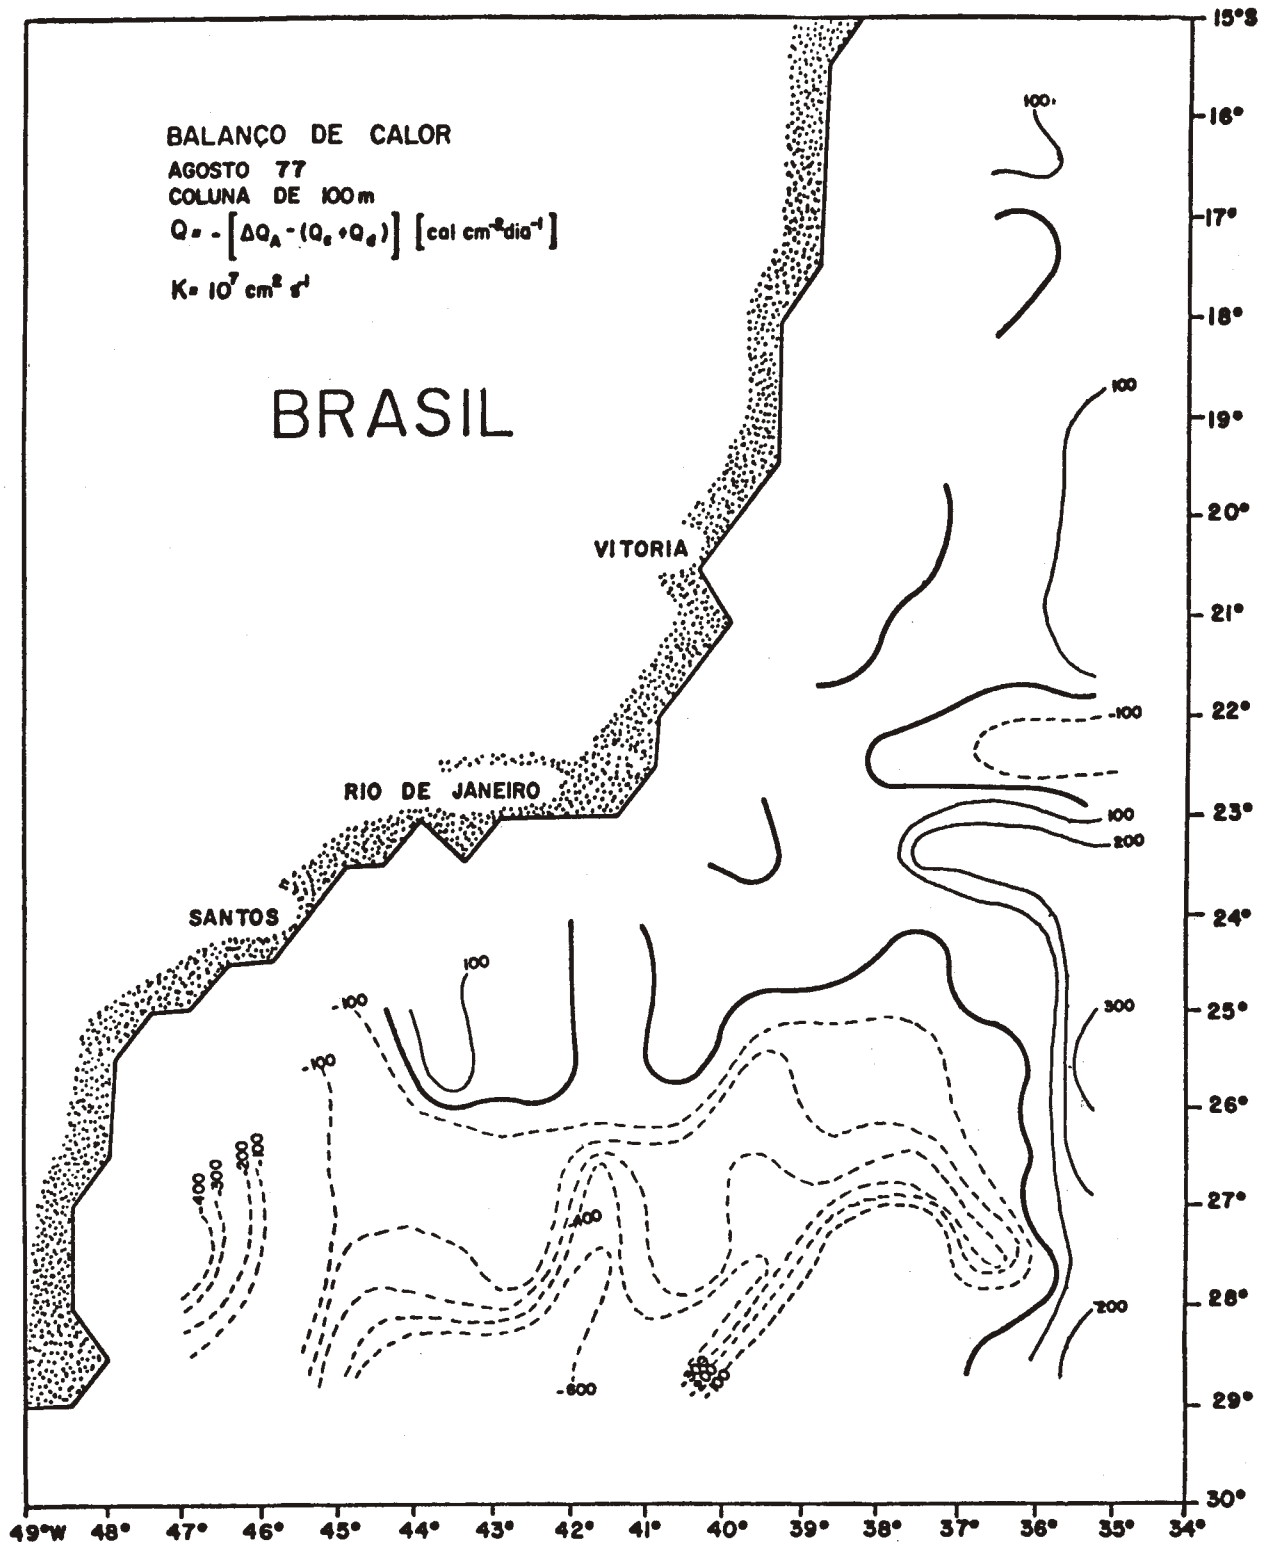 BALANÇO DE CALOR
AGOSTO 77
COLUNA DE 100 m
Q = - [ΔQ_A - (Q_c + Q_d)] [cal cm⁻² dia⁻¹]
K = 10⁷ cm² s⁻¹
BRASIL
VITORIA
RIO DE JANEIRO
SANTOS
100
100
-100
100
200
300
200
100
-100
-100
-400
-300
-200
-100
-400
-600
100
15°S
16°
17°
18°
19°
20°
21°
22°
23°
24°
25°
26°
27°
28°
29°
30°
49°W 48° 47° 46° 45° 44° 43° 42° 41° 40° 39° 38° 37° 36° 35° 34°